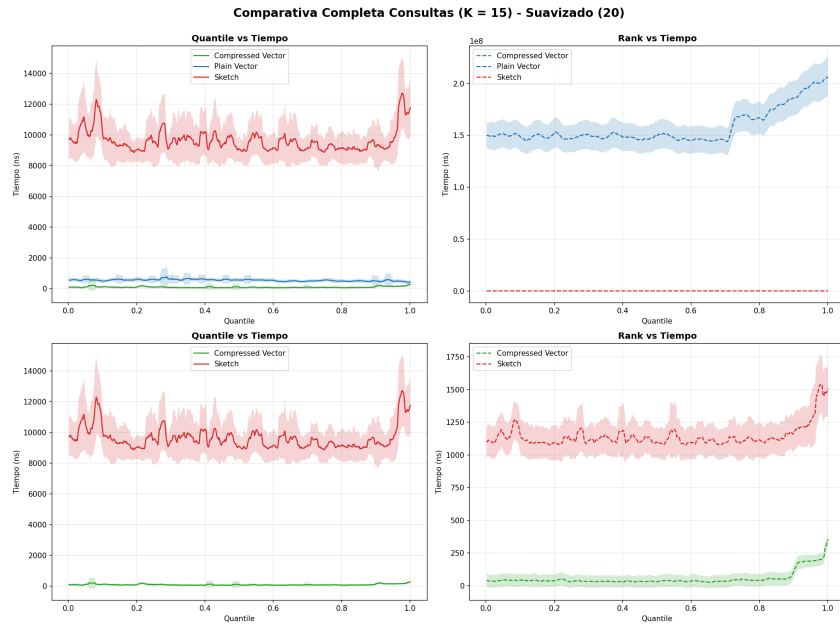 Comparativa Completa Consultas (K = 15) - Suavizado (20)
Quantile vs Tiempo
Compressed Vector
Plain Vector
Sketch
14000
12000
10000
8000
6000
4000
2000
0
Tiempo (ns)
0.0 0.2 0.4 0.6 0.8 1.0
Quantile
Rank vs Tiempo
1e8
Compressed Vector
Plain Vector
Sketch
2.0
1.5
1.0
0.5
0.0
Tiempo (ns)
0.0 0.2 0.4 0.6 0.8 1.0
Quantile
Quantile vs Tiempo
Compressed Vector
Sketch
14000
12000
10000
8000
6000
4000
2000
0
Tiempo (ns)
0.0 0.2 0.4 0.6 0.8 1.0
Quantile
Rank vs Tiempo
Compressed Vector
Sketch
1750
1500
1250
1000
750
500
250
0
Tiempo (ns)
0.0 0.2 0.4 0.6 0.8 1.0
Quantile